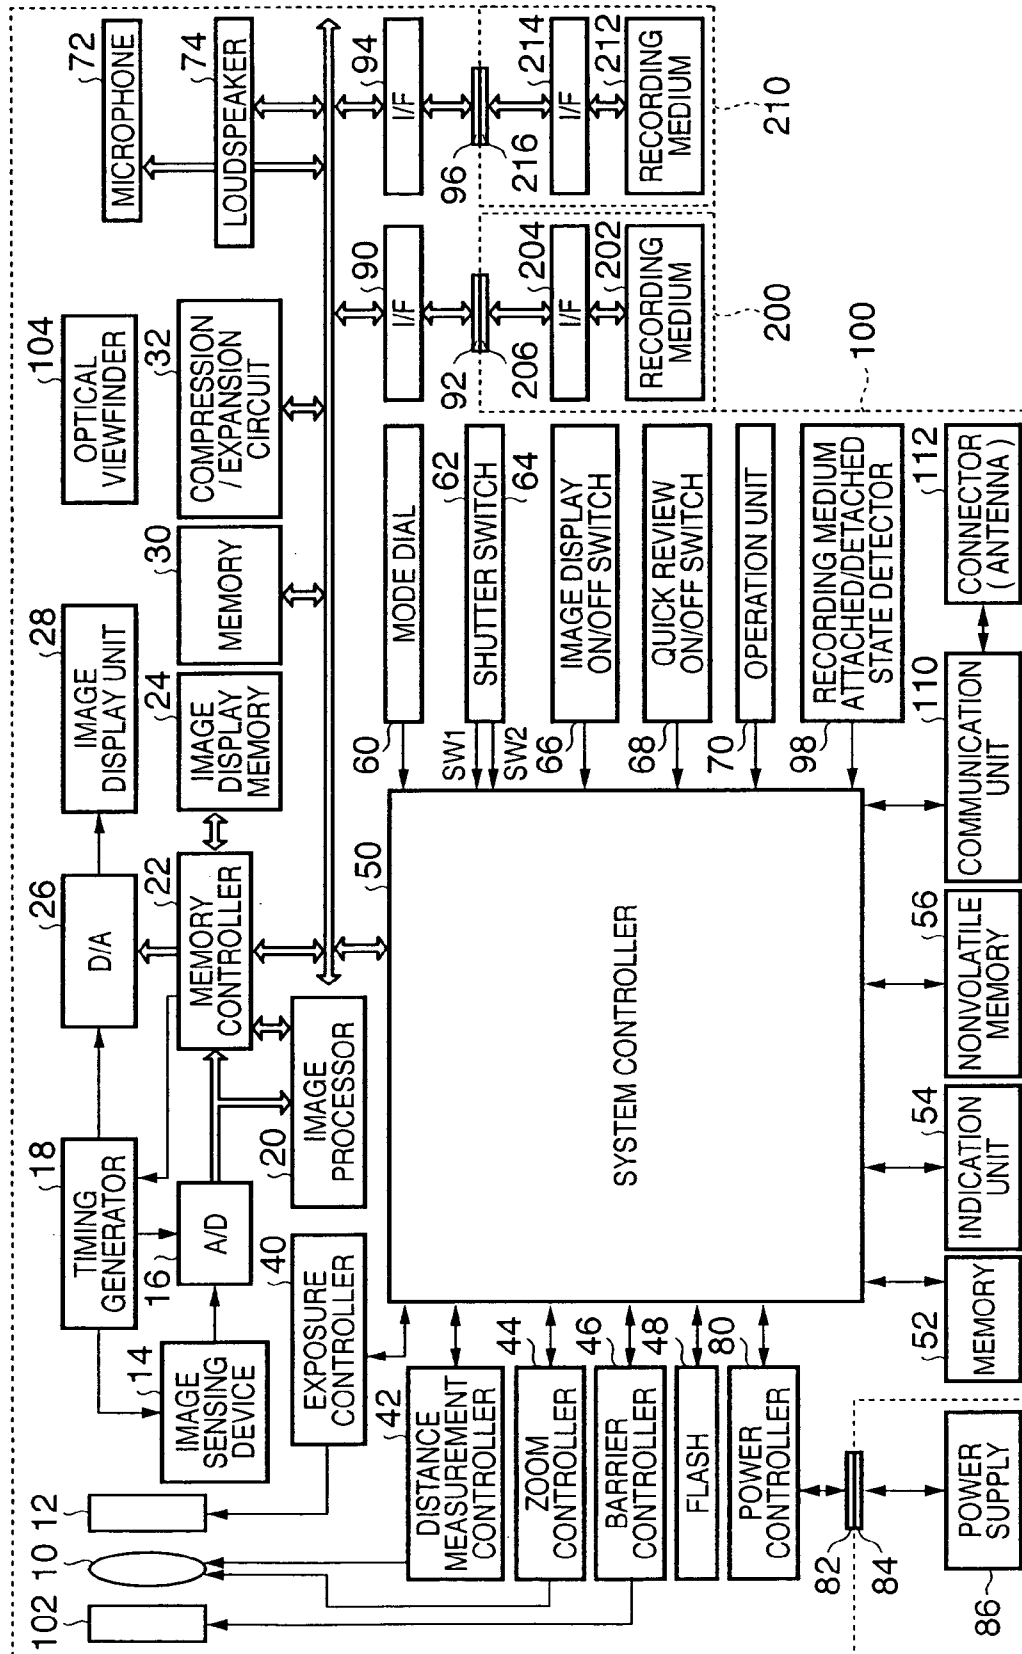 102
10
12
14
IMAGE
SENSING
DEVICE
16
A/D
18
TIMING
GENERATOR
20
IMAGE
PROCESSOR
22
MEMORY
CONTROLLER
26
D/A
24
IMAGE
DISPLAY
MEMORY
28
IMAGE
DISPLAY UNIT
30
MEMORY
32
COMPRESSION
/ EXPANSION
CIRCUIT
104
OPTICAL
VIEWFINDER
72
MICROPHONE
74
LOUDSPEAKER
40
EXPOSURE
CONTROLLER
42
DISTANCE
MEASUREMENT
CONTROLLER
44
ZOOM
CONTROLLER
46
BARRIER
CONTROLLER
48
FLASH
80
POWER
CONTROLLER
82
84
86
POWER
SUPPLY
50
SYSTEM CONTROLLER
60
MODE DIAL
SW1
SW2
62
SHUTTER SWITCH
64
66
IMAGE DISPLAY
ON/OFF SWITCH
68
QUICK REVIEW
ON/OFF SWITCH
70
OPERATION UNIT
98
RECORDING MEDIUM
ATTACHED/DETACHED
STATE DETECTOR
52
MEMORY
54
INDICATION
UNIT
56
NONVOLATILE
MEMORY
110
COMMUNICATION
UNIT
112
CONNECTOR
( ANTENNA )
100
90
I/F
92
206
204
I/F
202
RECORDING
MEDIUM
200
94
I/F
96
216
214
I/F
212
RECORDING
MEDIUM
210